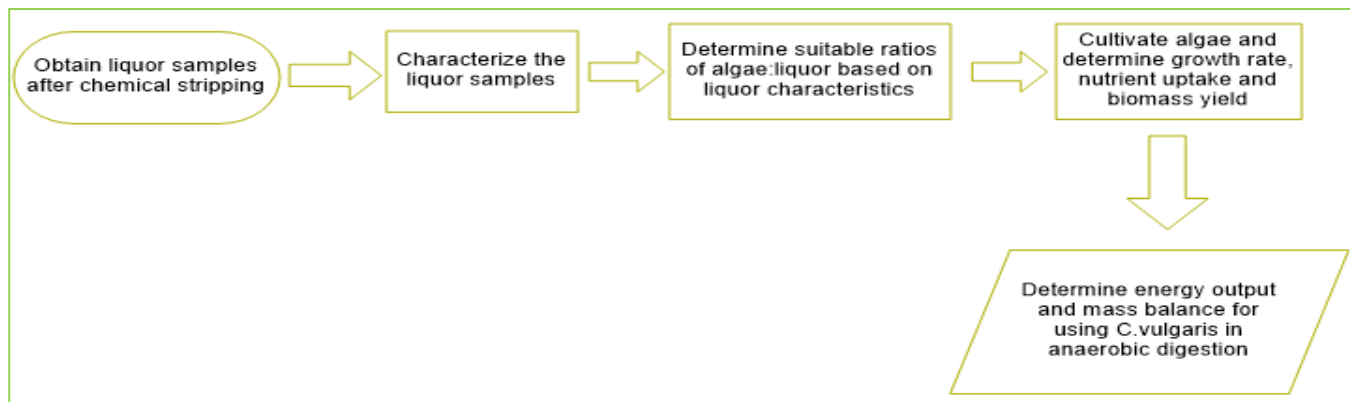 Obtain liquor samples
after chemical stripping
Characterize the
liquor samples
Determine suitable ratios
of algae:liquor based on
liquor characteristics
Cultivate algae and
determine growth rate,
nutrient uptake and
biomass yield
Determine energy output
and mass balance for
using C.vulgaris in
anaerobic digestion